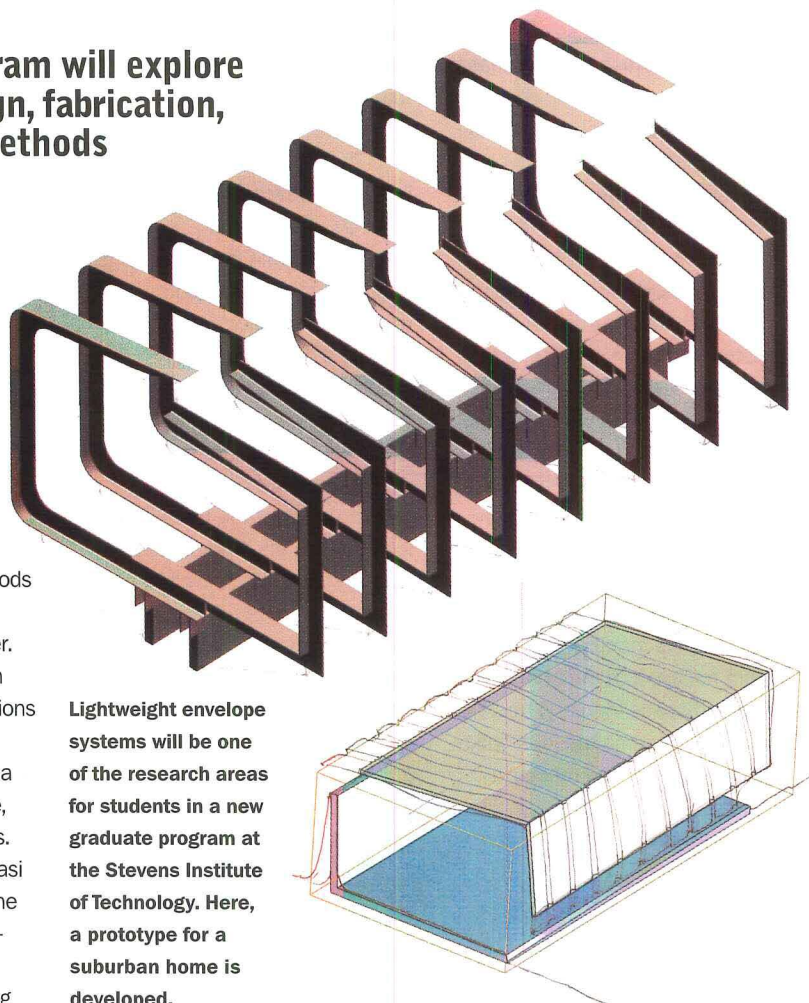 ram will explore
gn, fabrication,
ethods
ods
er.
n
ions
a
e,
s.
asi
ne
-
g
Lightweight envelope
systems will be one
of the research areas
for students in a new
graduate program at
the Stevens Institute
of Technology. Here,
a prototype for a
suburban home is
developed.